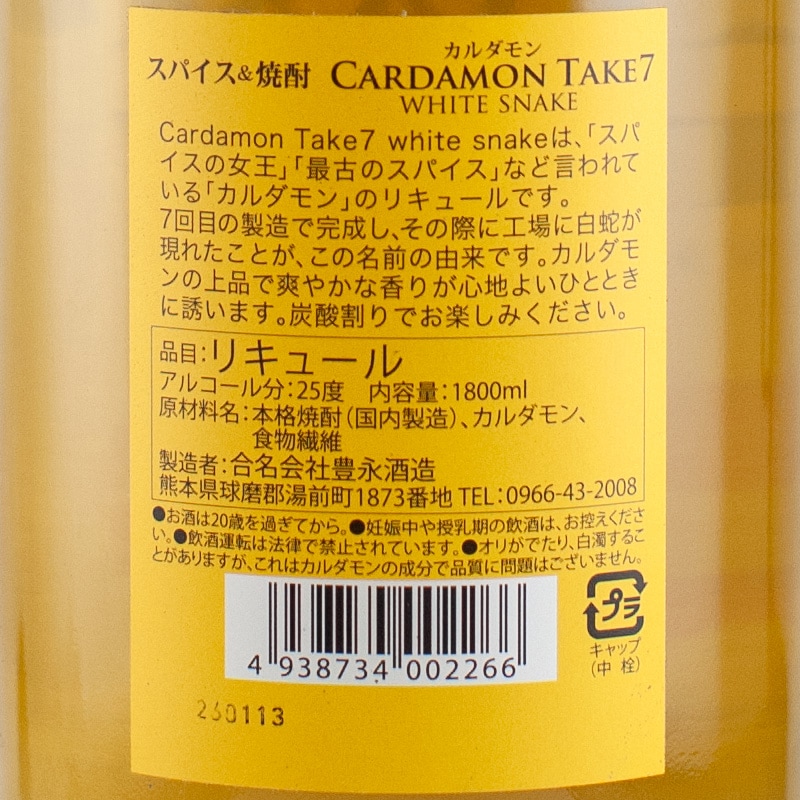 カルダモン
スパイス&焼酎 CARDAMON TAKE7
WHITE SNAKE
Cardamon Take7 white snakeは、「スパ
イスの女王」「最古のスパイス」など言われて
いる「カルダモン」のリキュールです。
7回目の製造で完成し、その際に工場に白蛇が
現れたことが、この名前の由来です。カルダモ
ンの上品で爽やかな香りが心地よいひととき
に誘います。炭酸割りでお楽しみください。
品目:リキュール
アルコール分:25度 内容量:1800ml
原材料名:本格焼酎(国内製造)、カルダモン、
食物繊維
製造者:合名会社豊永酒造
熊本県球磨郡湯前町1873番地 TEL:0966-43-2008
●お酒は20歳を過ぎてから。●妊娠中や授乳期の飲酒は、お控えくださ
い。●飲酒運転は法律で禁止されています。●オリがでたり、白濁するこ
とがありますが、これはカルダモンの成分で品質に問題はございません。
プラ
キャップ
(中 栓)
4 938734 002266
260113